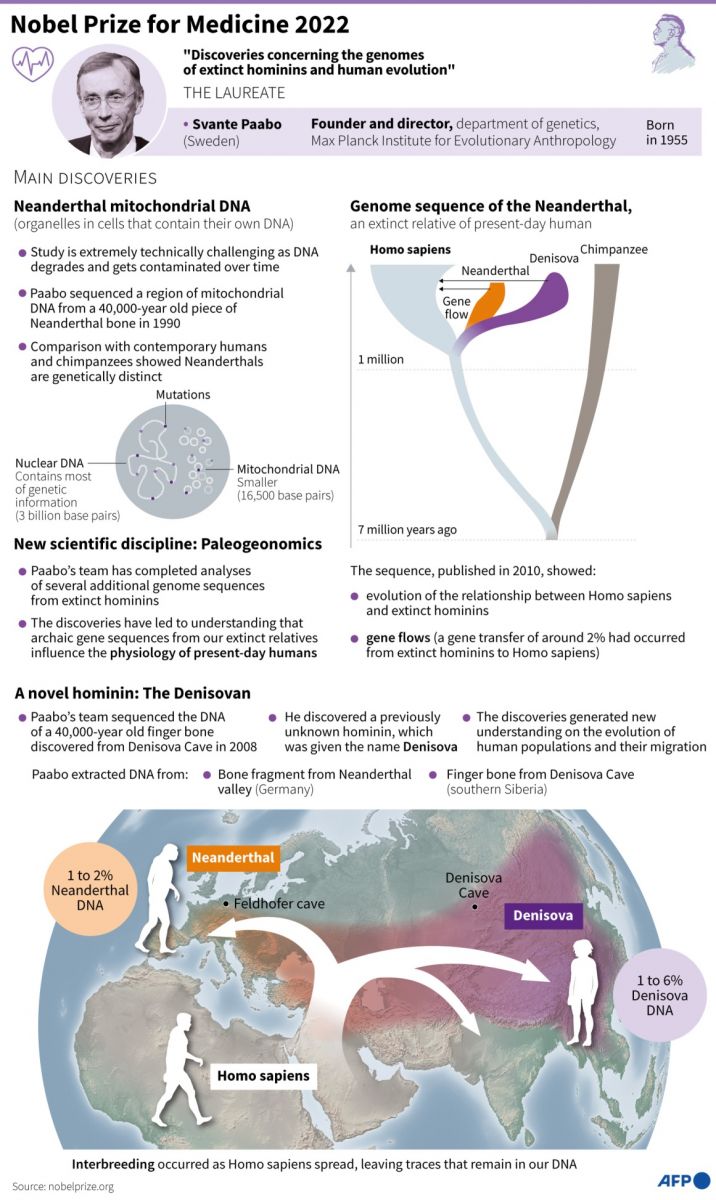 Nobel Prize for Medicine 2022
"Discoveries concerning the genomes
of extinct hominins and human evolution"
THE LAUREATE
• Svante Paabo
(Sweden)
Founder and director, department of genetics,
Max Planck Institute for Evolutionary Anthropology
Born
in 1955
MAIN DISCOVERIES
Neanderthal mitochondrial DNA
(organelles in cells that contain their own DNA)
• Study is extremely technically challenging as DNA
degrades and gets contaminated over time
• Paabo sequenced a region of mitochondrial
DNA from a 40,000-year old piece of
Neanderthal bone in 1990
• Comparison with contemporary humans
and chimpanzees showed Neanderthals
are genetically distinct
Mutations
Nuclear DNA
Contains most
of genetic
information
(3 billion base pairs)
Mitochondrial DNA
Smaller
(16,500 base pairs)
Genome sequence of the Neanderthal,
an extinct relative of present-day human
Homo sapiens
Neanderthal
Denisova
Chimpanzee
Gene
flow
1 million
7 million years ago
The sequence, published in 2010, showed:
• evolution of the relationship between Homo sapiens
and extinct hominins
• gene flows (a gene transfer of around 2% had occurred
from extinct hominins to Homo sapiens)
New scientific discipline: Paleogeonomics
• Paabo's team has completed analyses
of several additional genome sequences
from extinct hominins
• The discoveries have led to understanding that
archaic gene sequences from our extinct relatives
influence the physiology of present-day humans
A novel hominin: The Denisovan
• Paabo's team sequenced the DNA
of a 40,000-year old finger bone
discovered from Denisova Cave in 2008
• He discovered a previously
unknown hominin, which
was given the name Denisova
• The discoveries generated new
understanding on the evolution of
human populations and their migration
Paabo extracted DNA from:
• Bone fragment from Neanderthal
valley (Germany)
• Finger bone from Denisova Cave
(southern Siberia)
1 to 2%
Neanderthal
DNA
Neanderthal
• Feldhofer cave
Denisova
Cave
Denisova
1 to 6%
Denisova
DNA
Homo sapiens
Interbreeding occurred as Homo sapiens spread, leaving traces that remain in our DNA
Source: nobelprize.org
AFP